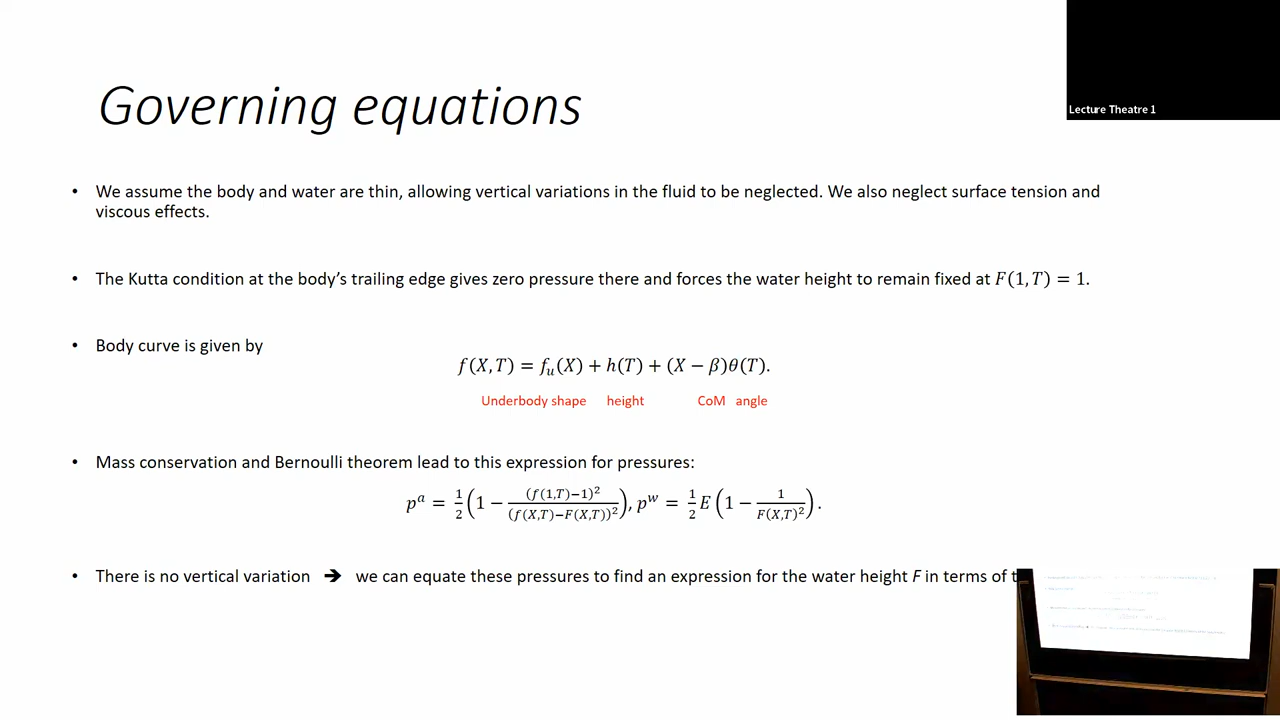 Lecture Theatre 1
Governing equations
• We assume the body and water are thin, allowing vertical variations in the fluid to be neglected. We also neglect surface tension and
viscous effects.
• The Kutta condition at the body's trailing edge gives zero pressure there and forces the water height to remain fixed at F(1, T) = 1.
• Body curve is given by
f(X, T) = f_u(X) + h(T) + (X − β)θ(T).
Underbody shape height CoM angle
• Mass conservation and Bernoulli theorem lead to this expression for pressures:
p^a = 1/2 (1 − (f(1,T)−1)^2 / (f(X,T)−F(X,T))^2), p^w = 1/2 E (1 − 1 / F(X,T)^2).
• There is no vertical variation ➔ we can equate these pressures to find an expression for the water height F in terms of